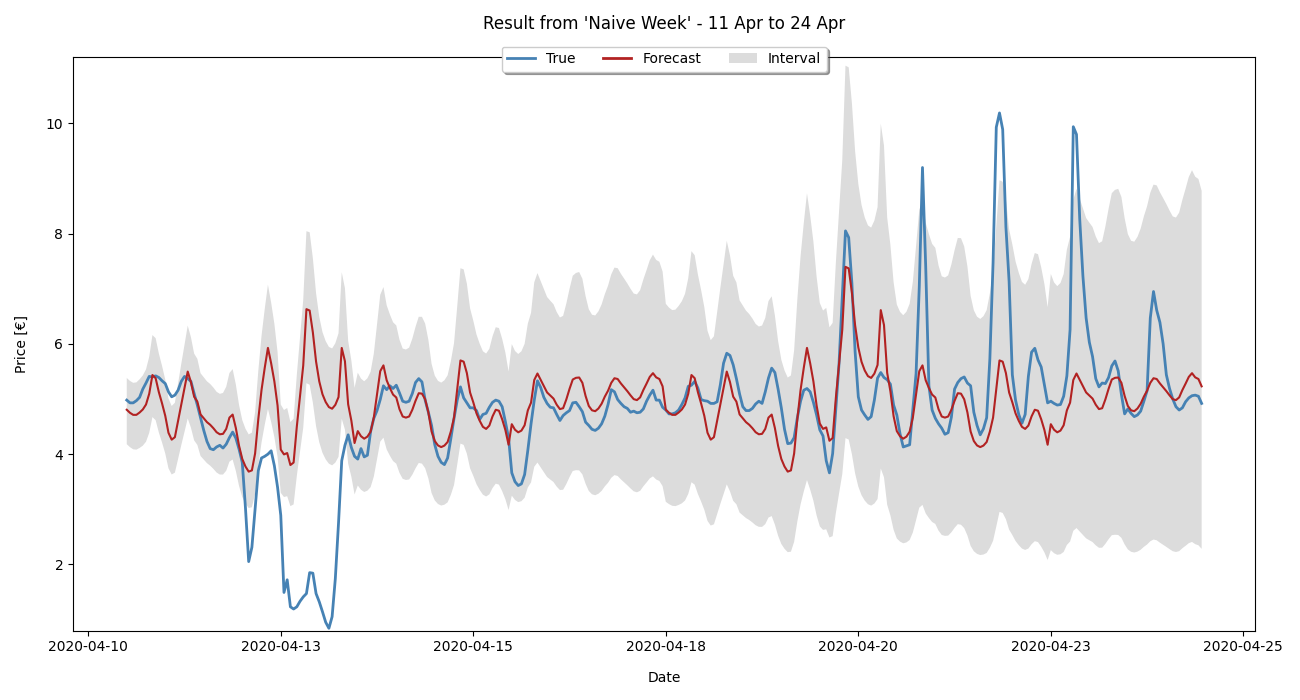 Result from 'Naive Week' - 11 Apr to 24 Apr
True Forecast Interval
Price [€]
10
8
6
4
2
2020-04-10 2020-04-13 2020-04-15 2020-04-18 2020-04-20 2020-04-23 2020-04-25
Date